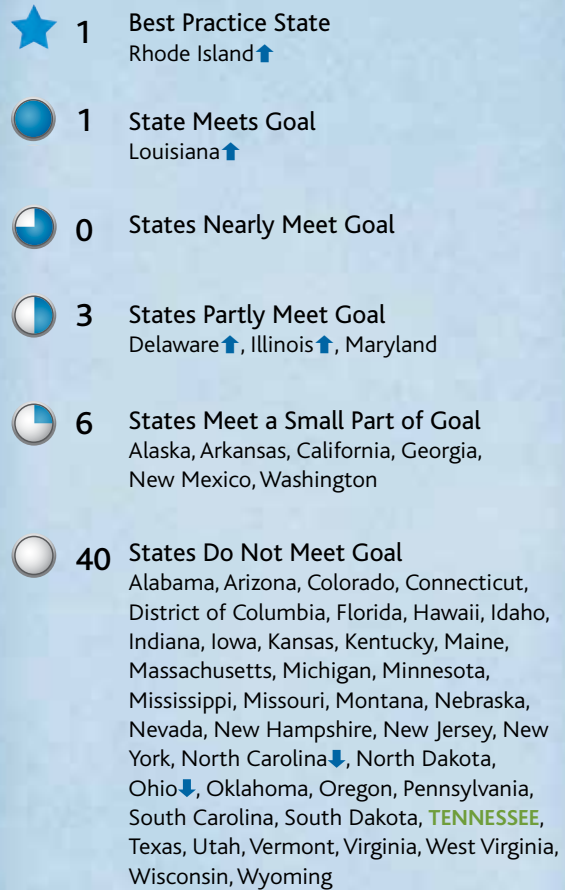 1 Best Practice State
Rhode Island⬆
1 State Meets Goal
Louisiana⬆
0 States Nearly Meet Goal
3 States Partly Meet Goal
Delaware⬆, Illinois⬆, Maryland
6 States Meet a Small Part of Goal
Alaska, Arkansas, California, Georgia,
New Mexico, Washington
40 States Do Not Meet Goal
Alabama, Arizona, Colorado, Connecticut,
District of Columbia, Florida, Hawaii, Idaho,
Indiana, Iowa, Kansas, Kentucky, Maine,
Massachusetts, Michigan, Minnesota,
Mississippi, Missouri, Montana, Nebraska,
Nevada, New Hampshire, New Jersey, New
York, North Carolina⬇, North Dakota,
Ohio⬇, Oklahoma, Oregon, Pennsylvania,
South Carolina, South Dakota, TENNESSEE,
Texas, Utah, Vermont, Virginia, West Virginia,
Wisconsin, Wyoming